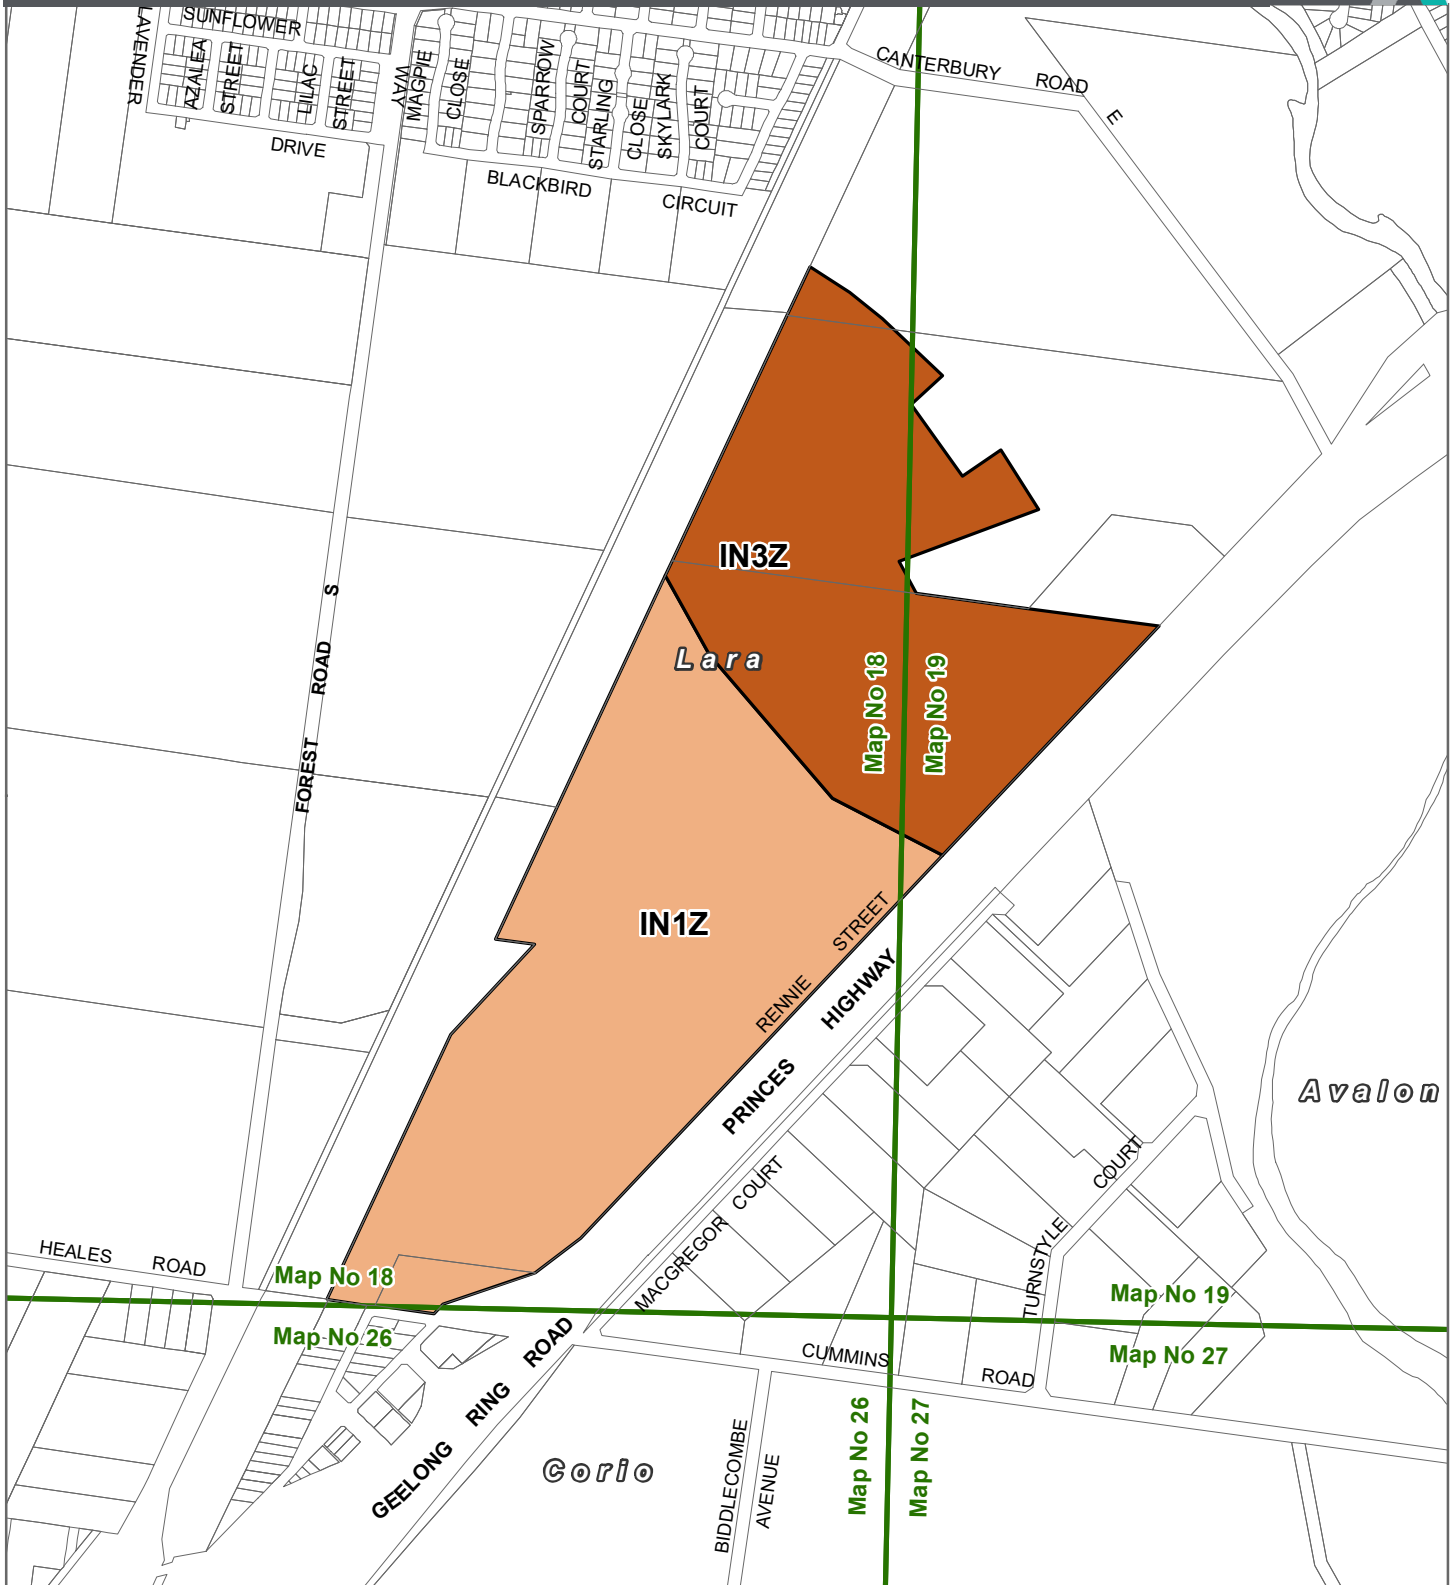 SUNFLOWER
LAVENDER
AZALEA
STREET
LILAC
STREET
WAY
MAGPIE
CLOSE
SPARROW
COURT
STARLING
CLOSE
SKYLARK
COURT
CANTERBURY ROAD
E
DRIVE
BLACKBIRD
CIRCUIT
IN3Z
FOREST ROAD S
Lara
Map No 18
Map No 19
IN1Z
RENNIE STREET
PRINCES HIGHWAY
Avalon
MACGREGOR COURT
TURNSTYLE COURT
HEALES ROAD
Map No 18
Map No 26
Map No 19
Map No 27
GEELONG RING ROAD
CUMMINS ROAD
Map No 26
Map No 27
Corio
BIDDLECOMBE
AVENUE